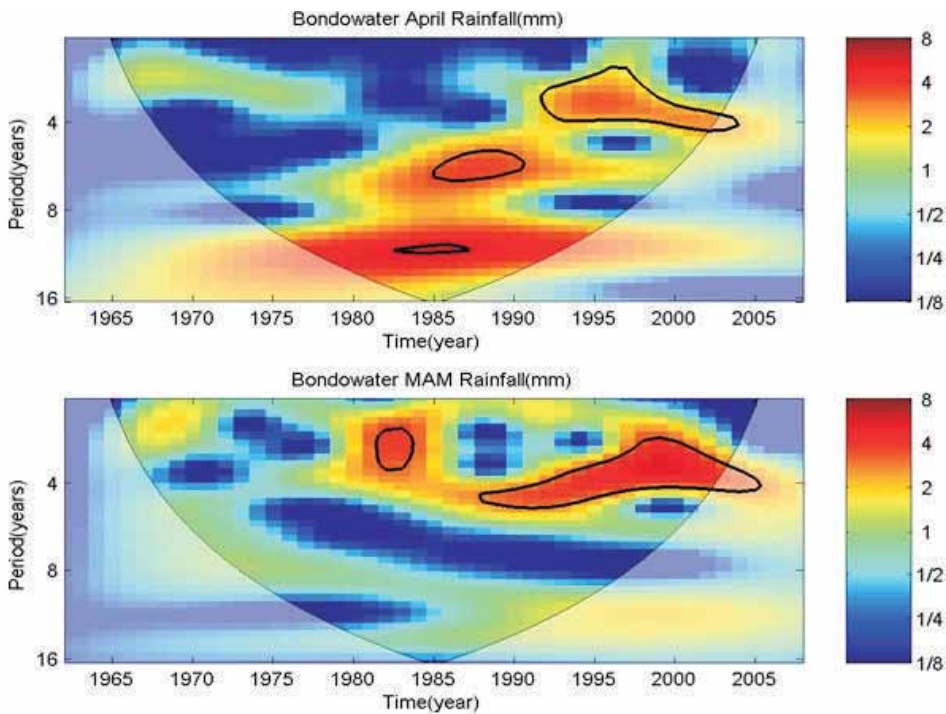 Bondowater April Rainfall(mm)
Period(years)
4
8
16
1965 1970 1975 1980 1985 1990 1995 2000 2005
Time(year)
8
4
2
1
1/2
1/4
1/8
Bondowater MAM Rainfall(mm)
Period(years)
4
8
16
1965 1970 1975 1980 1985 1990 1995 2000 2005
Time(year)
8
4
2
1
1/2
1/4
1/8